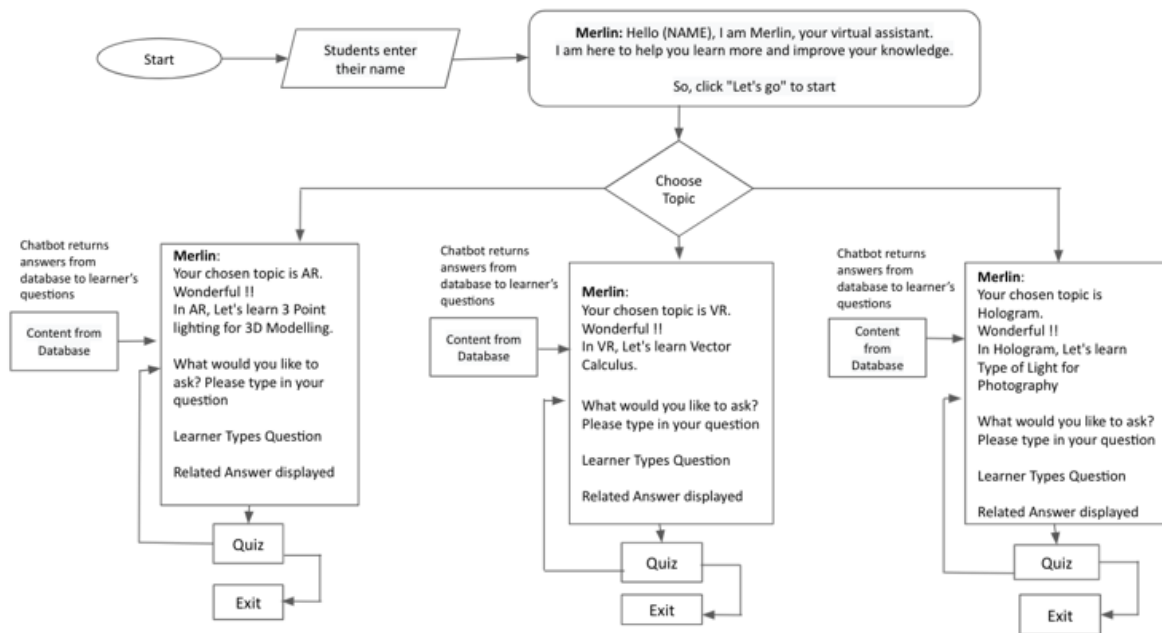 Start
Students enter
their name
Merlin: Hello (NAME), I am Merlin, your virtual assistant.
I am here to help you learn more and improve your knowledge.
So, click "Let's go" to start
Choose
Topic
Chatbot returns
answers from
database to learner's
questions
Content from
Database
Merlin:
Your chosen topic is AR.
Wonderful !!
In AR, Let's learn 3 Point
lighting for 3D Modelling.
What would you like to
ask? Please type in your
question
Learner Types Question
Related Answer displayed
Quiz
Exit
Chatbot returns
answers from
database to learner's
questions
Content from
Database
Merlin:
Your chosen topic is VR.
Wonderful !!
In VR, Let's learn Vector
Calculus.
What would you like to ask?
Please type in your question
Learner Types Question
Related Answer displayed
Quiz
Exit
Chatbot returns
answers from
database to learner's
questions
Content
from
Database
Merlin:
Your chosen topic is
Hologram.
Wonderful !!
In Hologram, Let's learn
Type of Light for
Photography
What would you like to ask?
Please type in your question
Learner Types Question
Related Answer displayed
Quiz
Exit